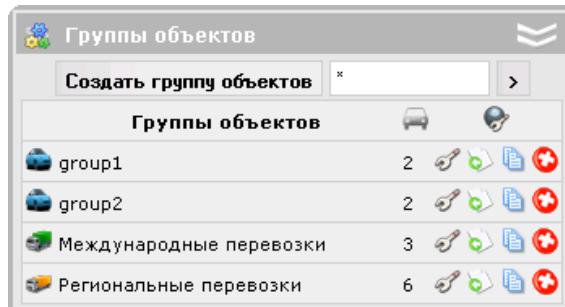 Группы объектов
Создать группу объектов * >
Группы объектов
group1 2
group2 2
Международные перевозки 3
Региональные перевозки 6